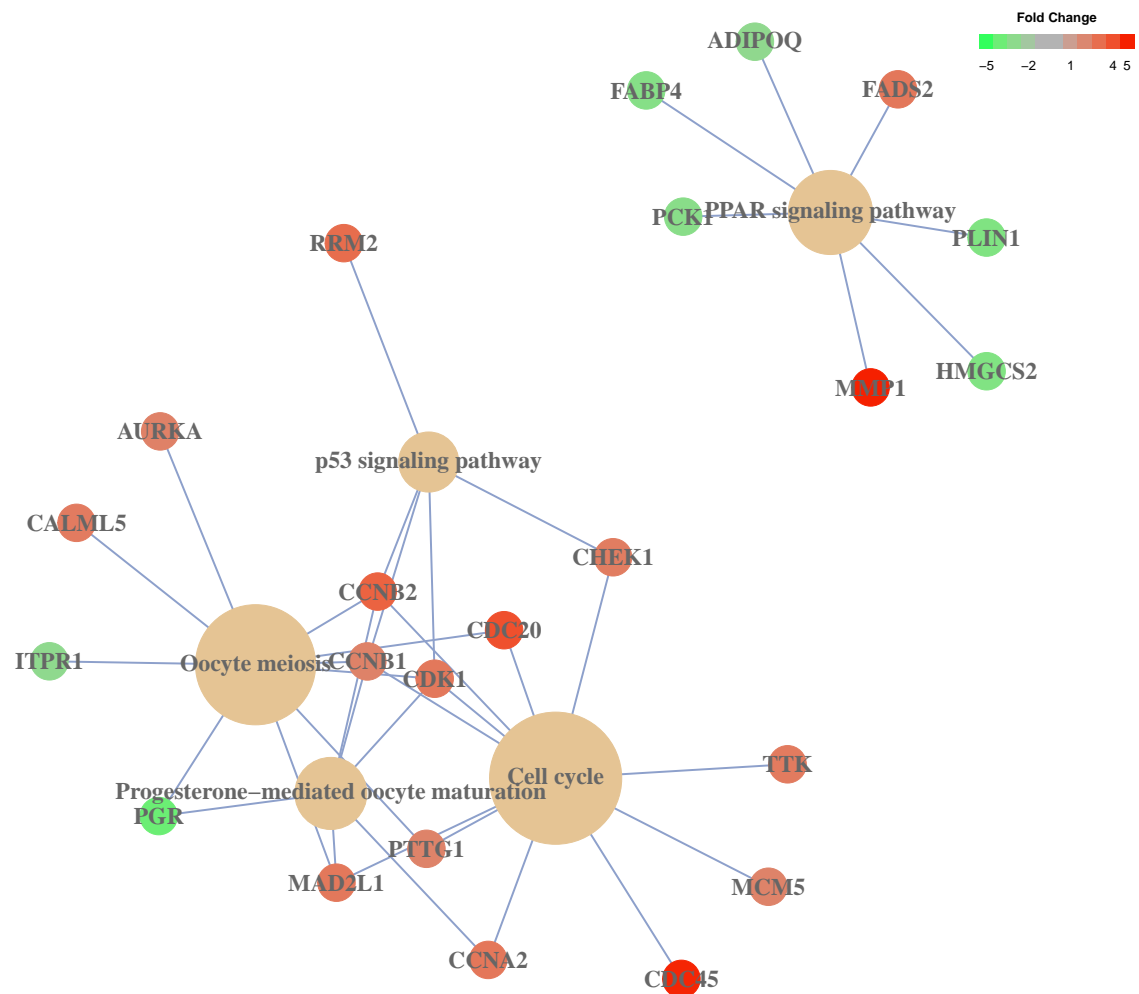 Fold Change
−5 −2 1 4 5
ADIPOQ
FABP4
FADS2
PCK1
PPAR signaling pathway
PLIN1
RRM2
HMGCS2
MMP1
AURKA
p53 signaling pathway
CALML5
CHEK1
CCNB2
CDC20
ITPR1
Oocyte meiosis
CCNB1
CDK1
TTK
Cell cycle
Progesterone−mediated oocyte maturation
PGR
PTTG1
MAD2L1
MCM5
CCNA2
CDC45